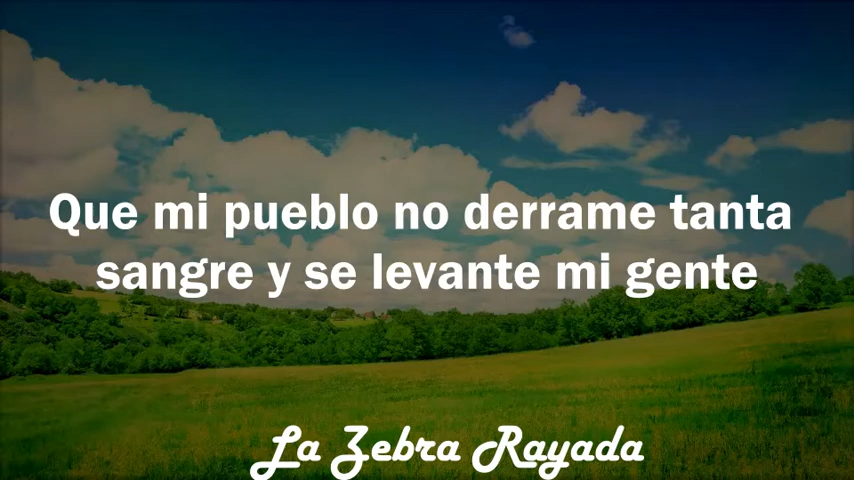 Que mi pueblo no derrame tanta
sangre y se levante mi gente
La Zebra Rayada